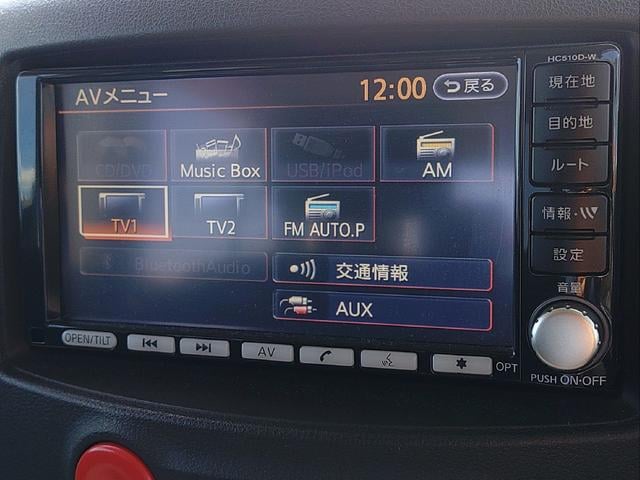 HC510D-W
AVメニュー
12:00
戻る
現在地
目的地
ルート
情報・VV
設定
音量
PUSH ON・OFF
CD/DVD
Music Box
USB/iPod
AM
TV1
TV2
FM AUTO.P
BluetoothAudio
交通情報
AUX
OPEN/TILT
AV
OPT